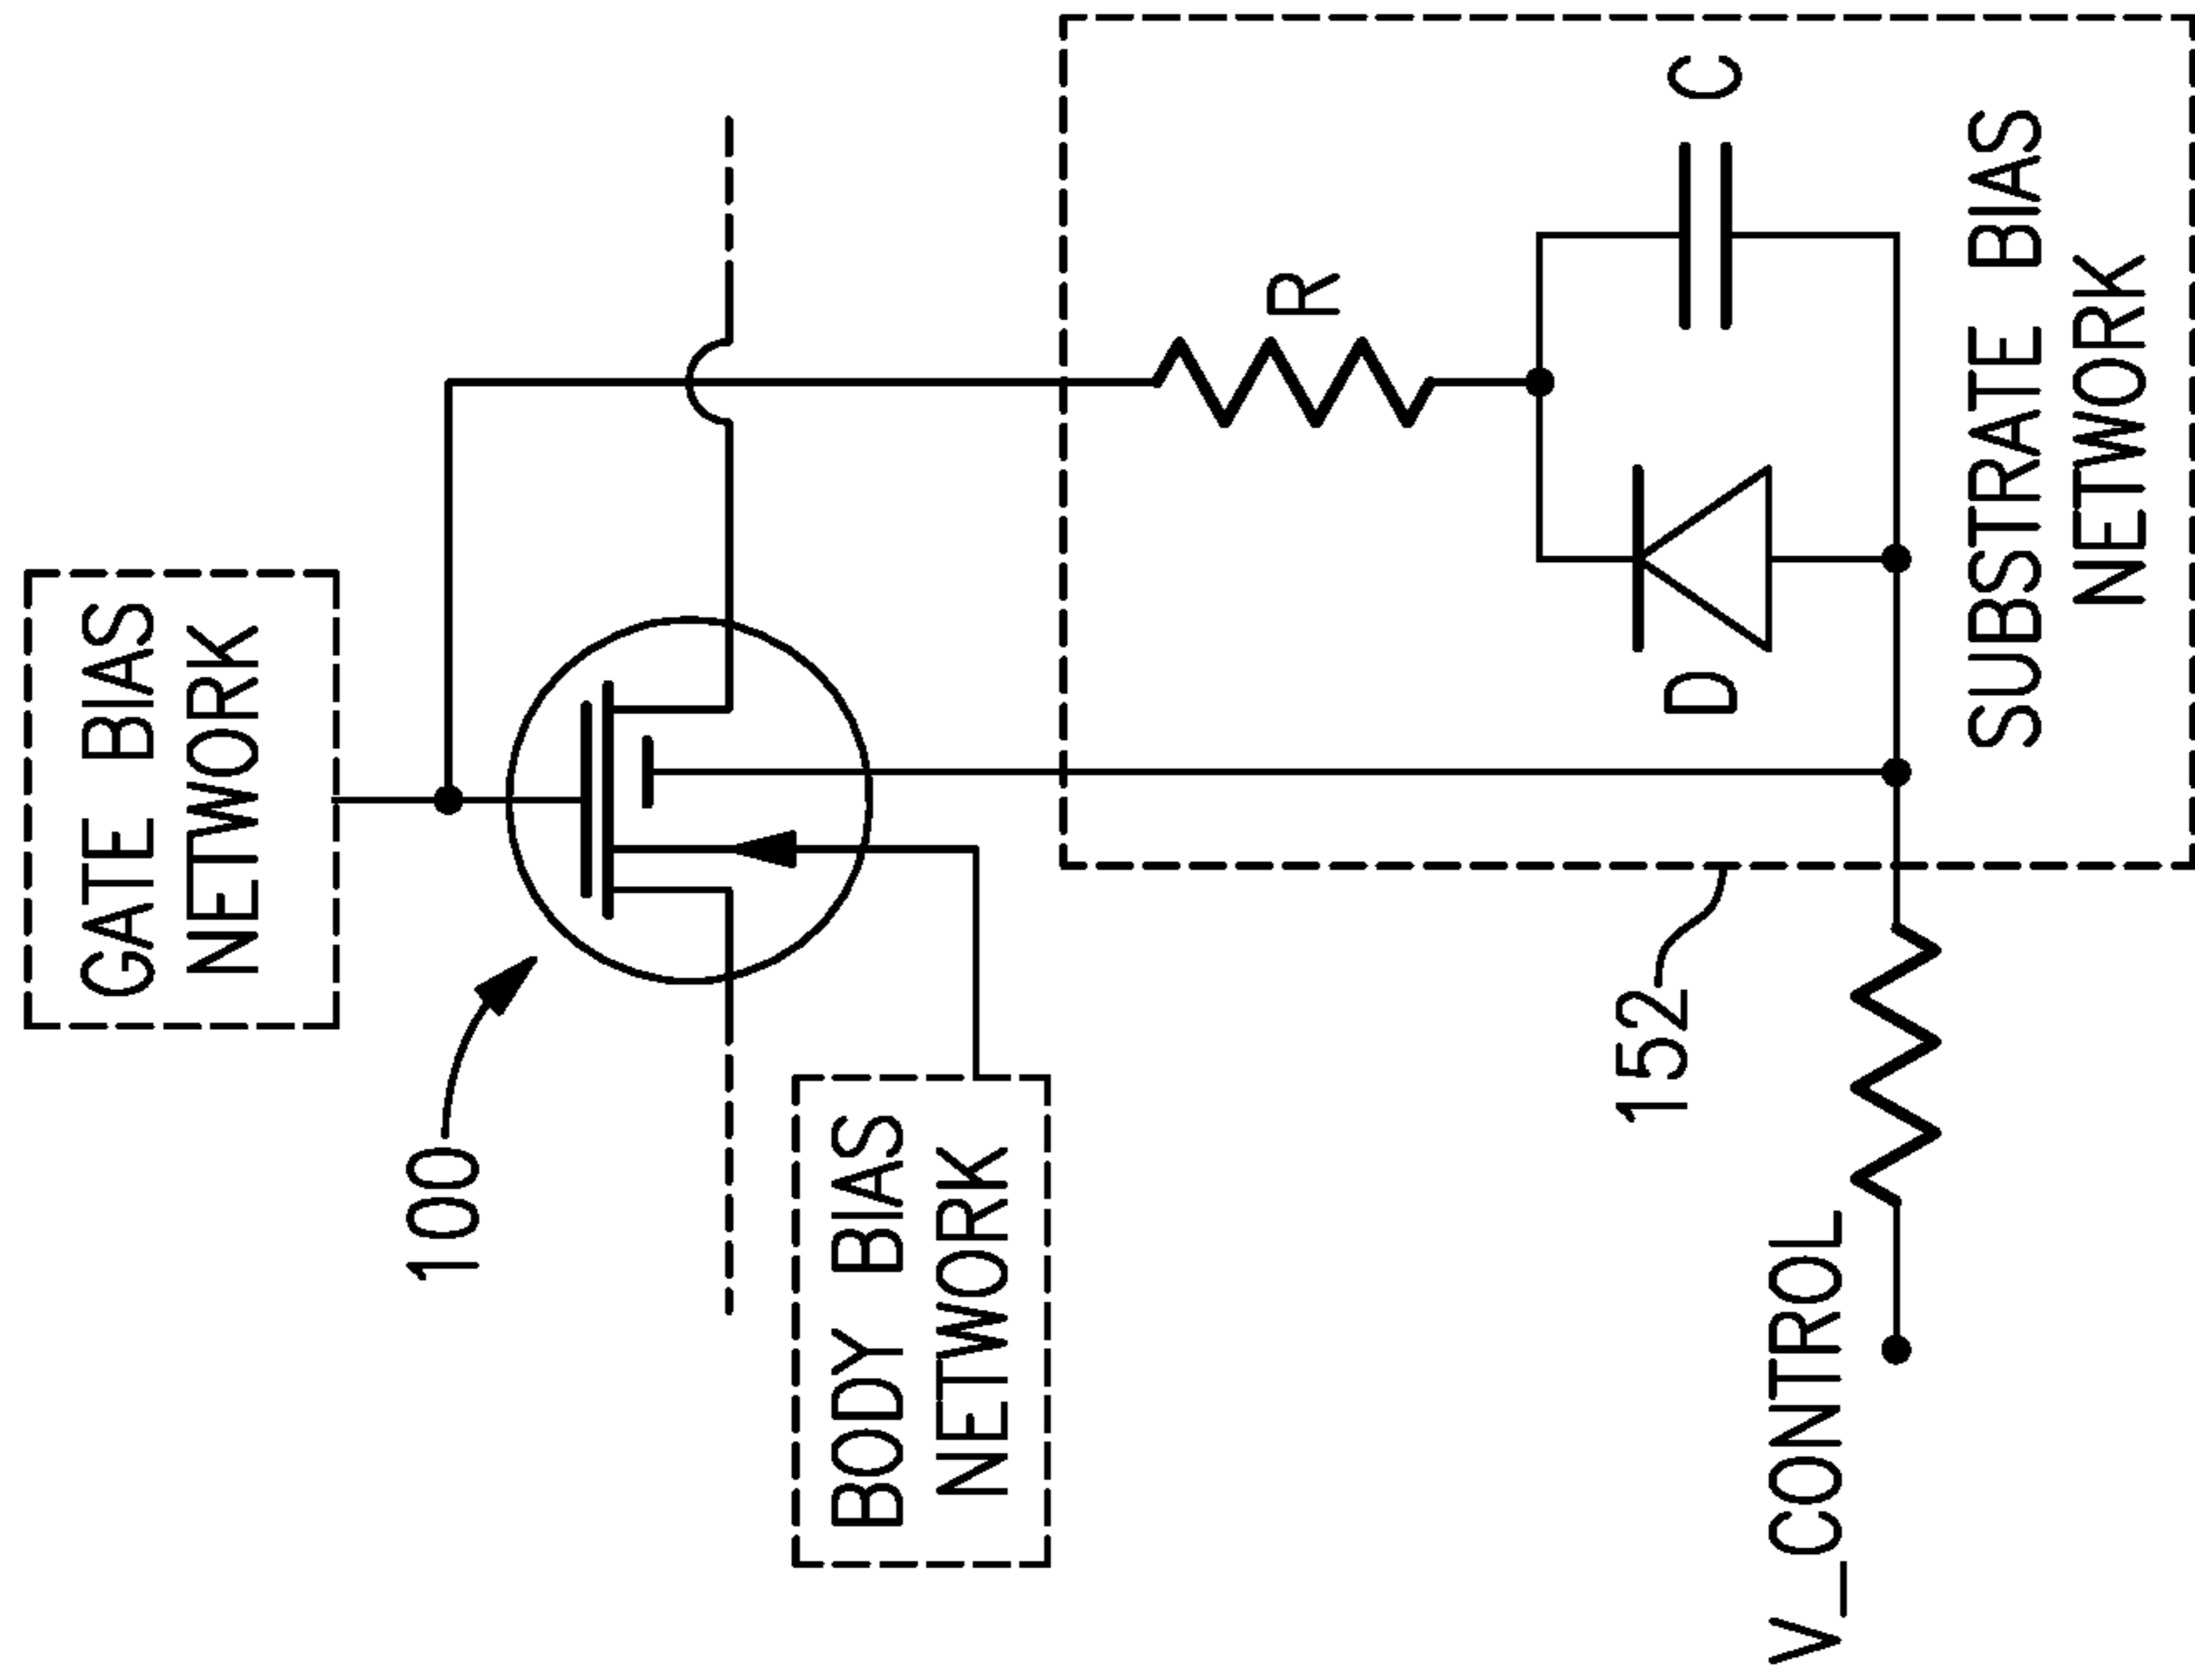 GATE BIAS
NETWORK
100
BODY BIAS
NETWORK
R
D
C
152
V_CONTROL
SUBSTRATE BIAS
NETWORK